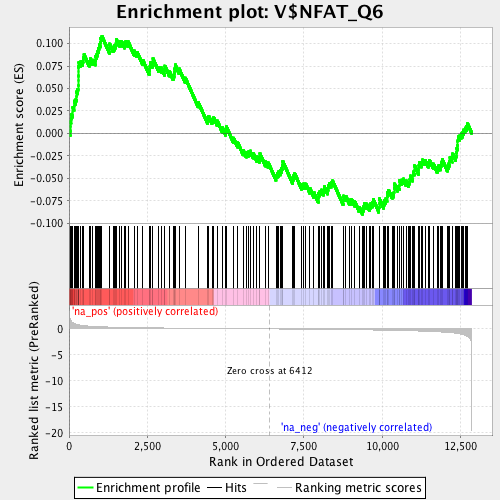 Enrichment plot: V$NFAT_Q6
Enrichment score (ES)
0.100
0.075
0.050
0.025
0.000
-0.025
-0.050
-0.075
-0.100
'na_pos' (positively correlated)
Ranked list metric (PreRanked)
0
-5
-10
-15
-20
Zero cross at 6412
'na_neg' (negatively correlated)
0
2,500
5,000
7,500
10,000
12,500
Rank in Ordered Dataset
Enrichment profile
Hits
Ranking metric scores